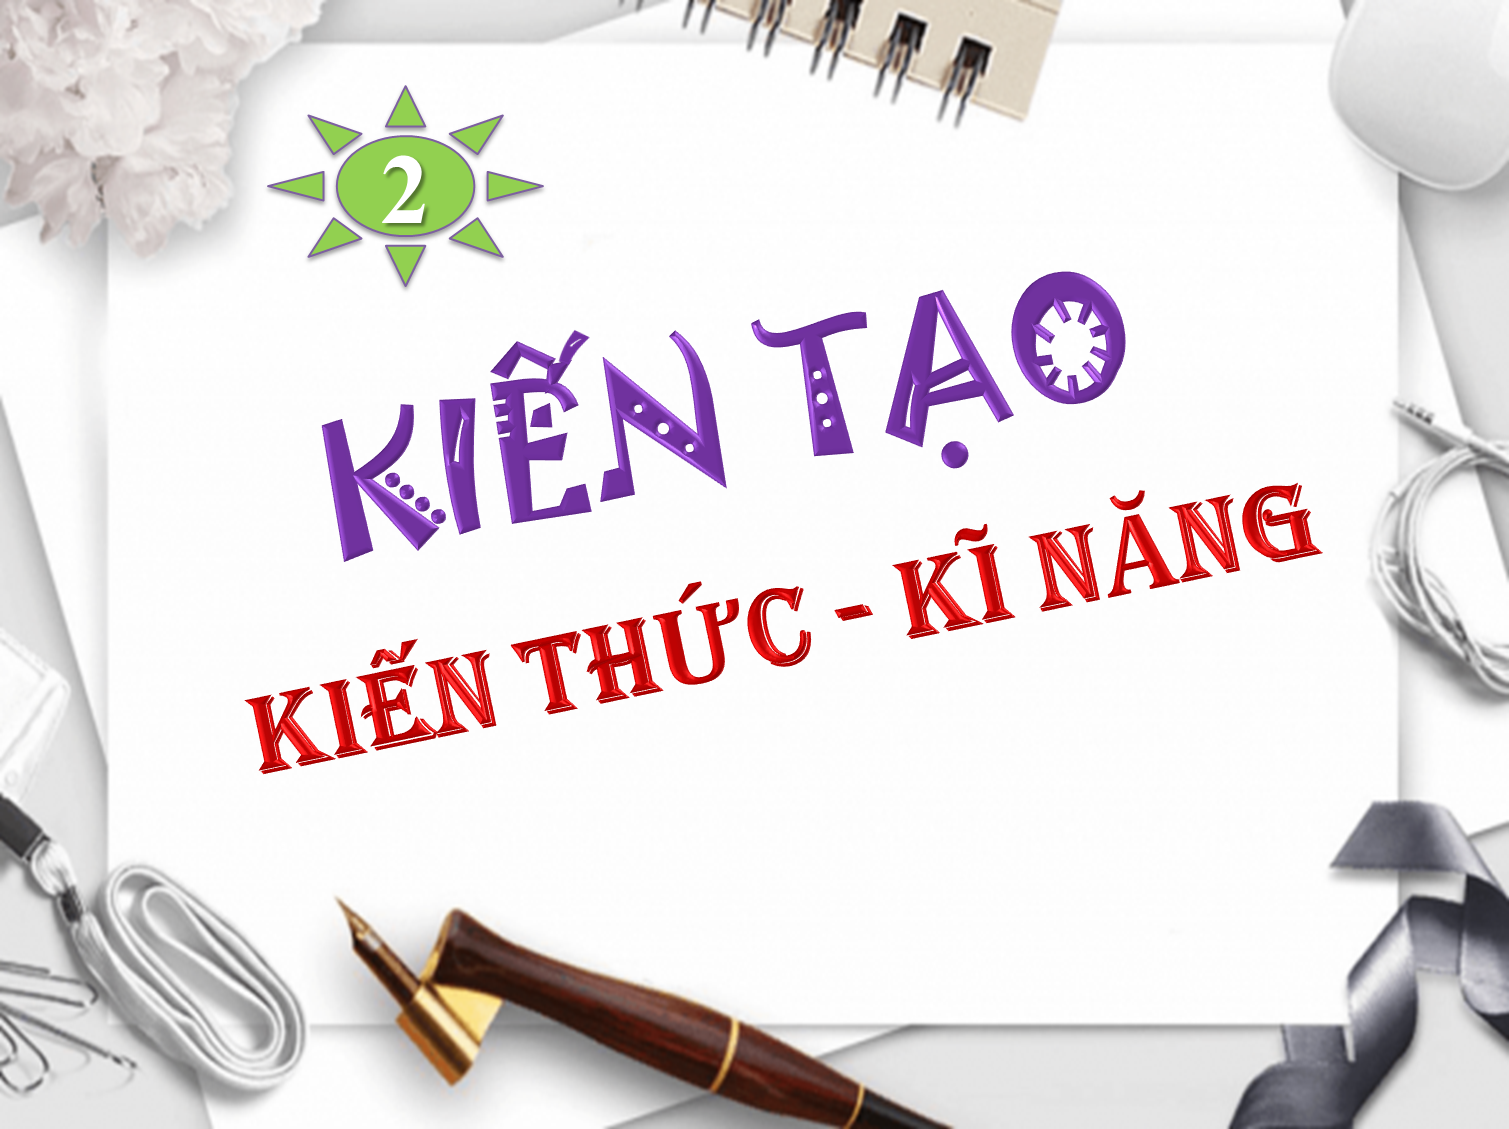 2
KIẾN TẠO
KIẾN THỨC - KĨ NĂNG